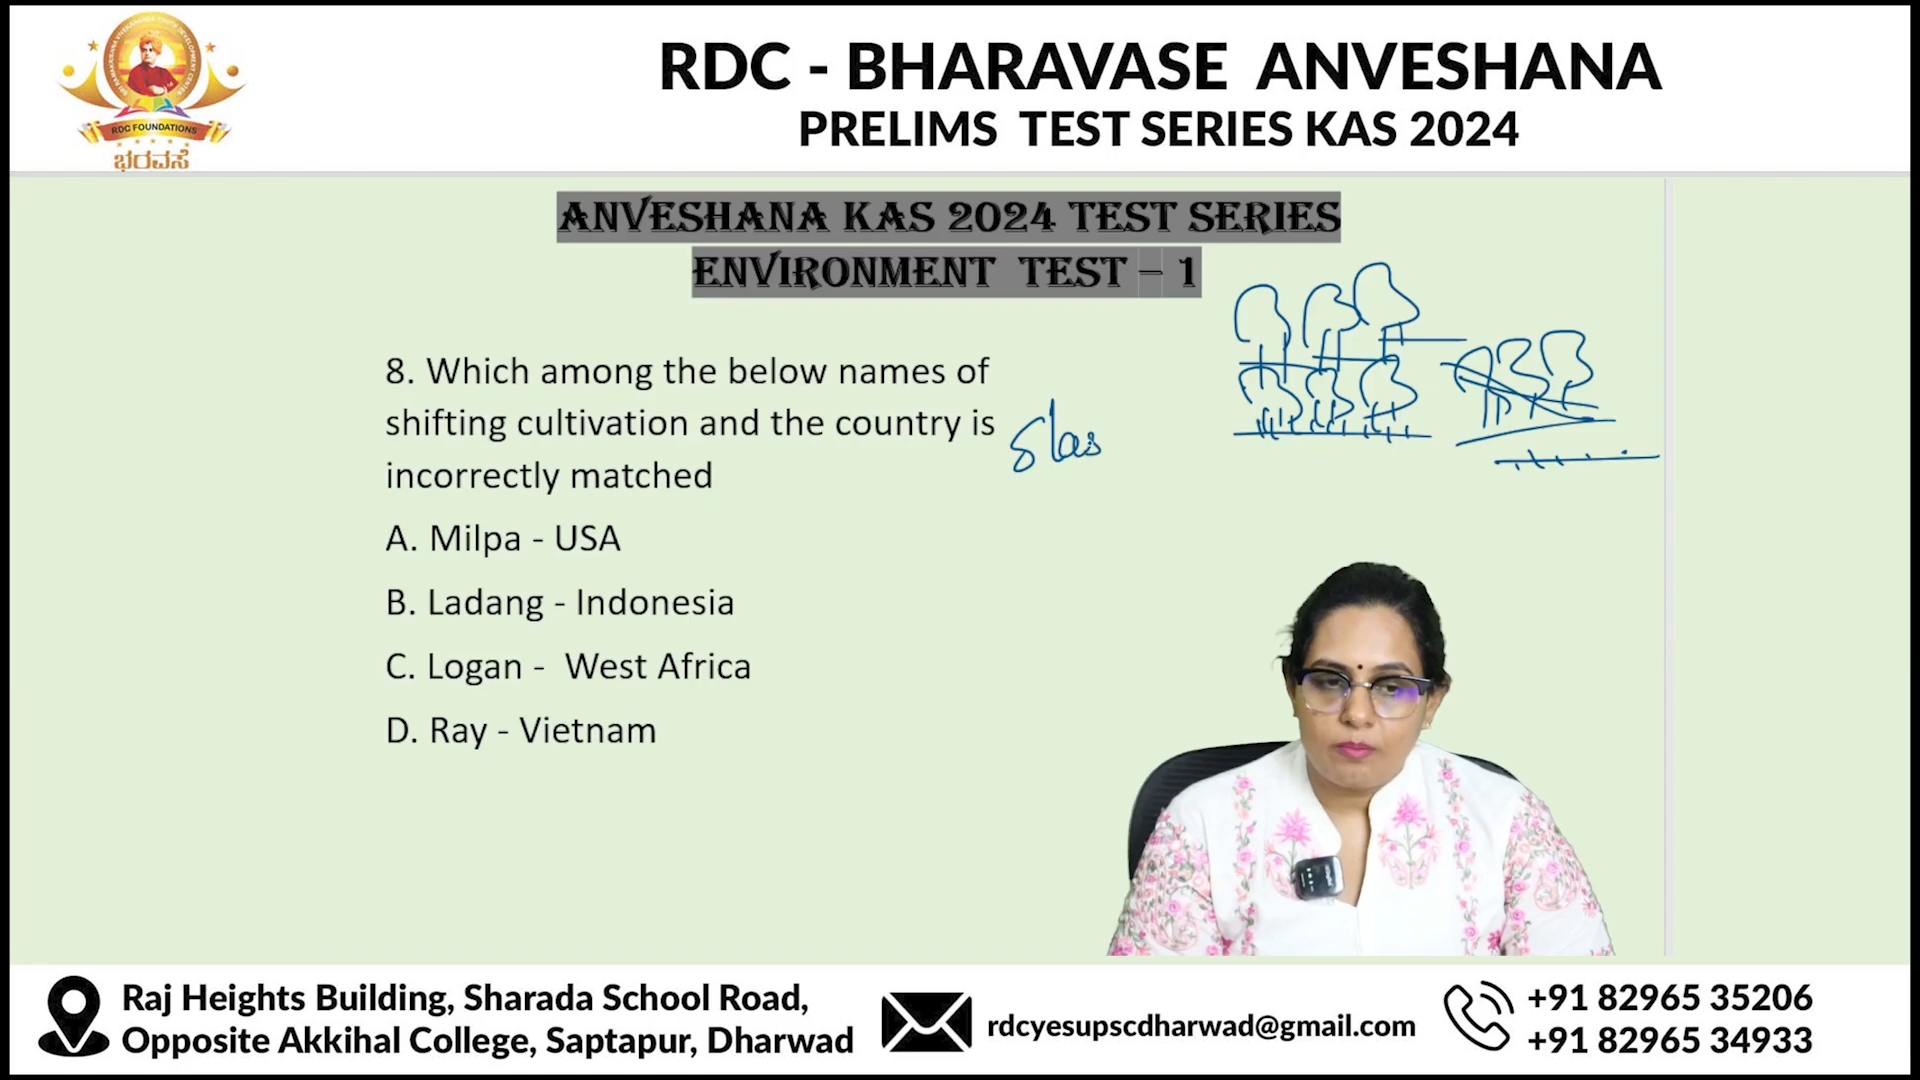 RDC - BHARAVASE ANVESHANA
PRELIMS TEST SERIES KAS 2024
RDC FOUNDATIONS
ಭರವಸೆ
ANVESHANA KAS 2024 TEST SERIES
ENVIRONMENT TEST – 1
8. Which among the below names of
shifting cultivation and the country is
incorrectly matched
slas
A. Milpa - USA
B. Ladang - Indonesia
C. Logan - West Africa
D. Ray - Vietnam
Raj Heights Building, Sharada School Road,
Opposite Akkihal College, Saptapur, Dharwad
rdcyesupscdharwad@gmail.com
+91 82965 35206
+91 82965 34933